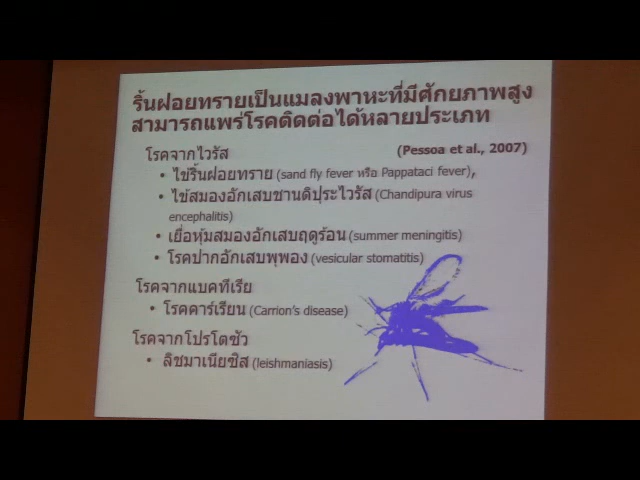 ริ้นฝอยทรายเป็นแมลงพาหะที่มีศักยภาพสูง
สามารถแพร่โรคติดต่อได้หลายประเภท
โรคจากไวรัส (Pessoa et al., 2007)
• ไข้ริ้นฝอยทราย (sand fly fever หรือ Pappataci fever),
• ไข้สมองอักเสบชานดิปุระไวรัส (Chandipura virus
encephalitis)
• เยื่อหุ้มสมองอักเสบฤดูร้อน (summer meningitis)
• โรคปากอักเสบพุพอง (vesicular stomatitis)
โรคจากแบคทีเรีย
• โรคคาร์เรียน (Carrion's disease)
โรคจากโปรโตซัว
• ลิชมาเนียซิส (leishmaniasis)